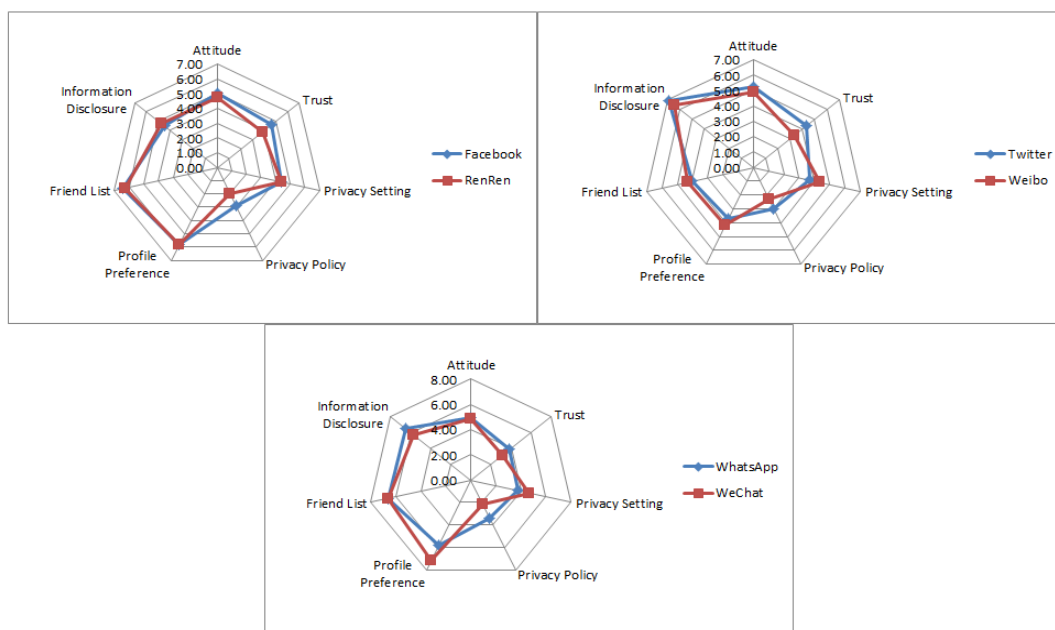 Attitude
7.00
6.00
5.00
4.00
3.00
2.00
1.00
0.00
Information
Disclosure
Trust
Friend List
Privacy Setting
Profile
Preference
Privacy Policy
Facebook
RenRen
Attitude
7.00
6.00
5.00
4.00
3.00
2.00
1.00
0.00
Information
Disclosure
Trust
Friend List
Privacy Setting
Profile
Preference
Privacy Policy
Twitter
Weibo
Attitude
8.00
6.00
4.00
2.00
0.00
Information
Disclosure
Trust
Friend List
Privacy Setting
Profile
Preference
Privacy Policy
WhatsApp
WeChat